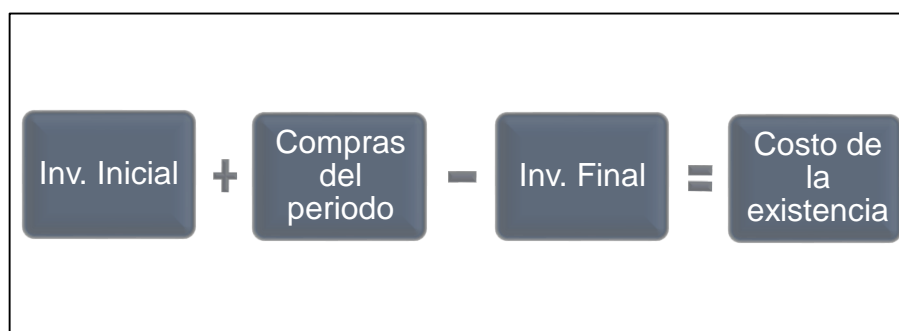 Inv. Inicial
+
Compras
del
periodo
-
Inv. Final
=
Costo de
la
existencia